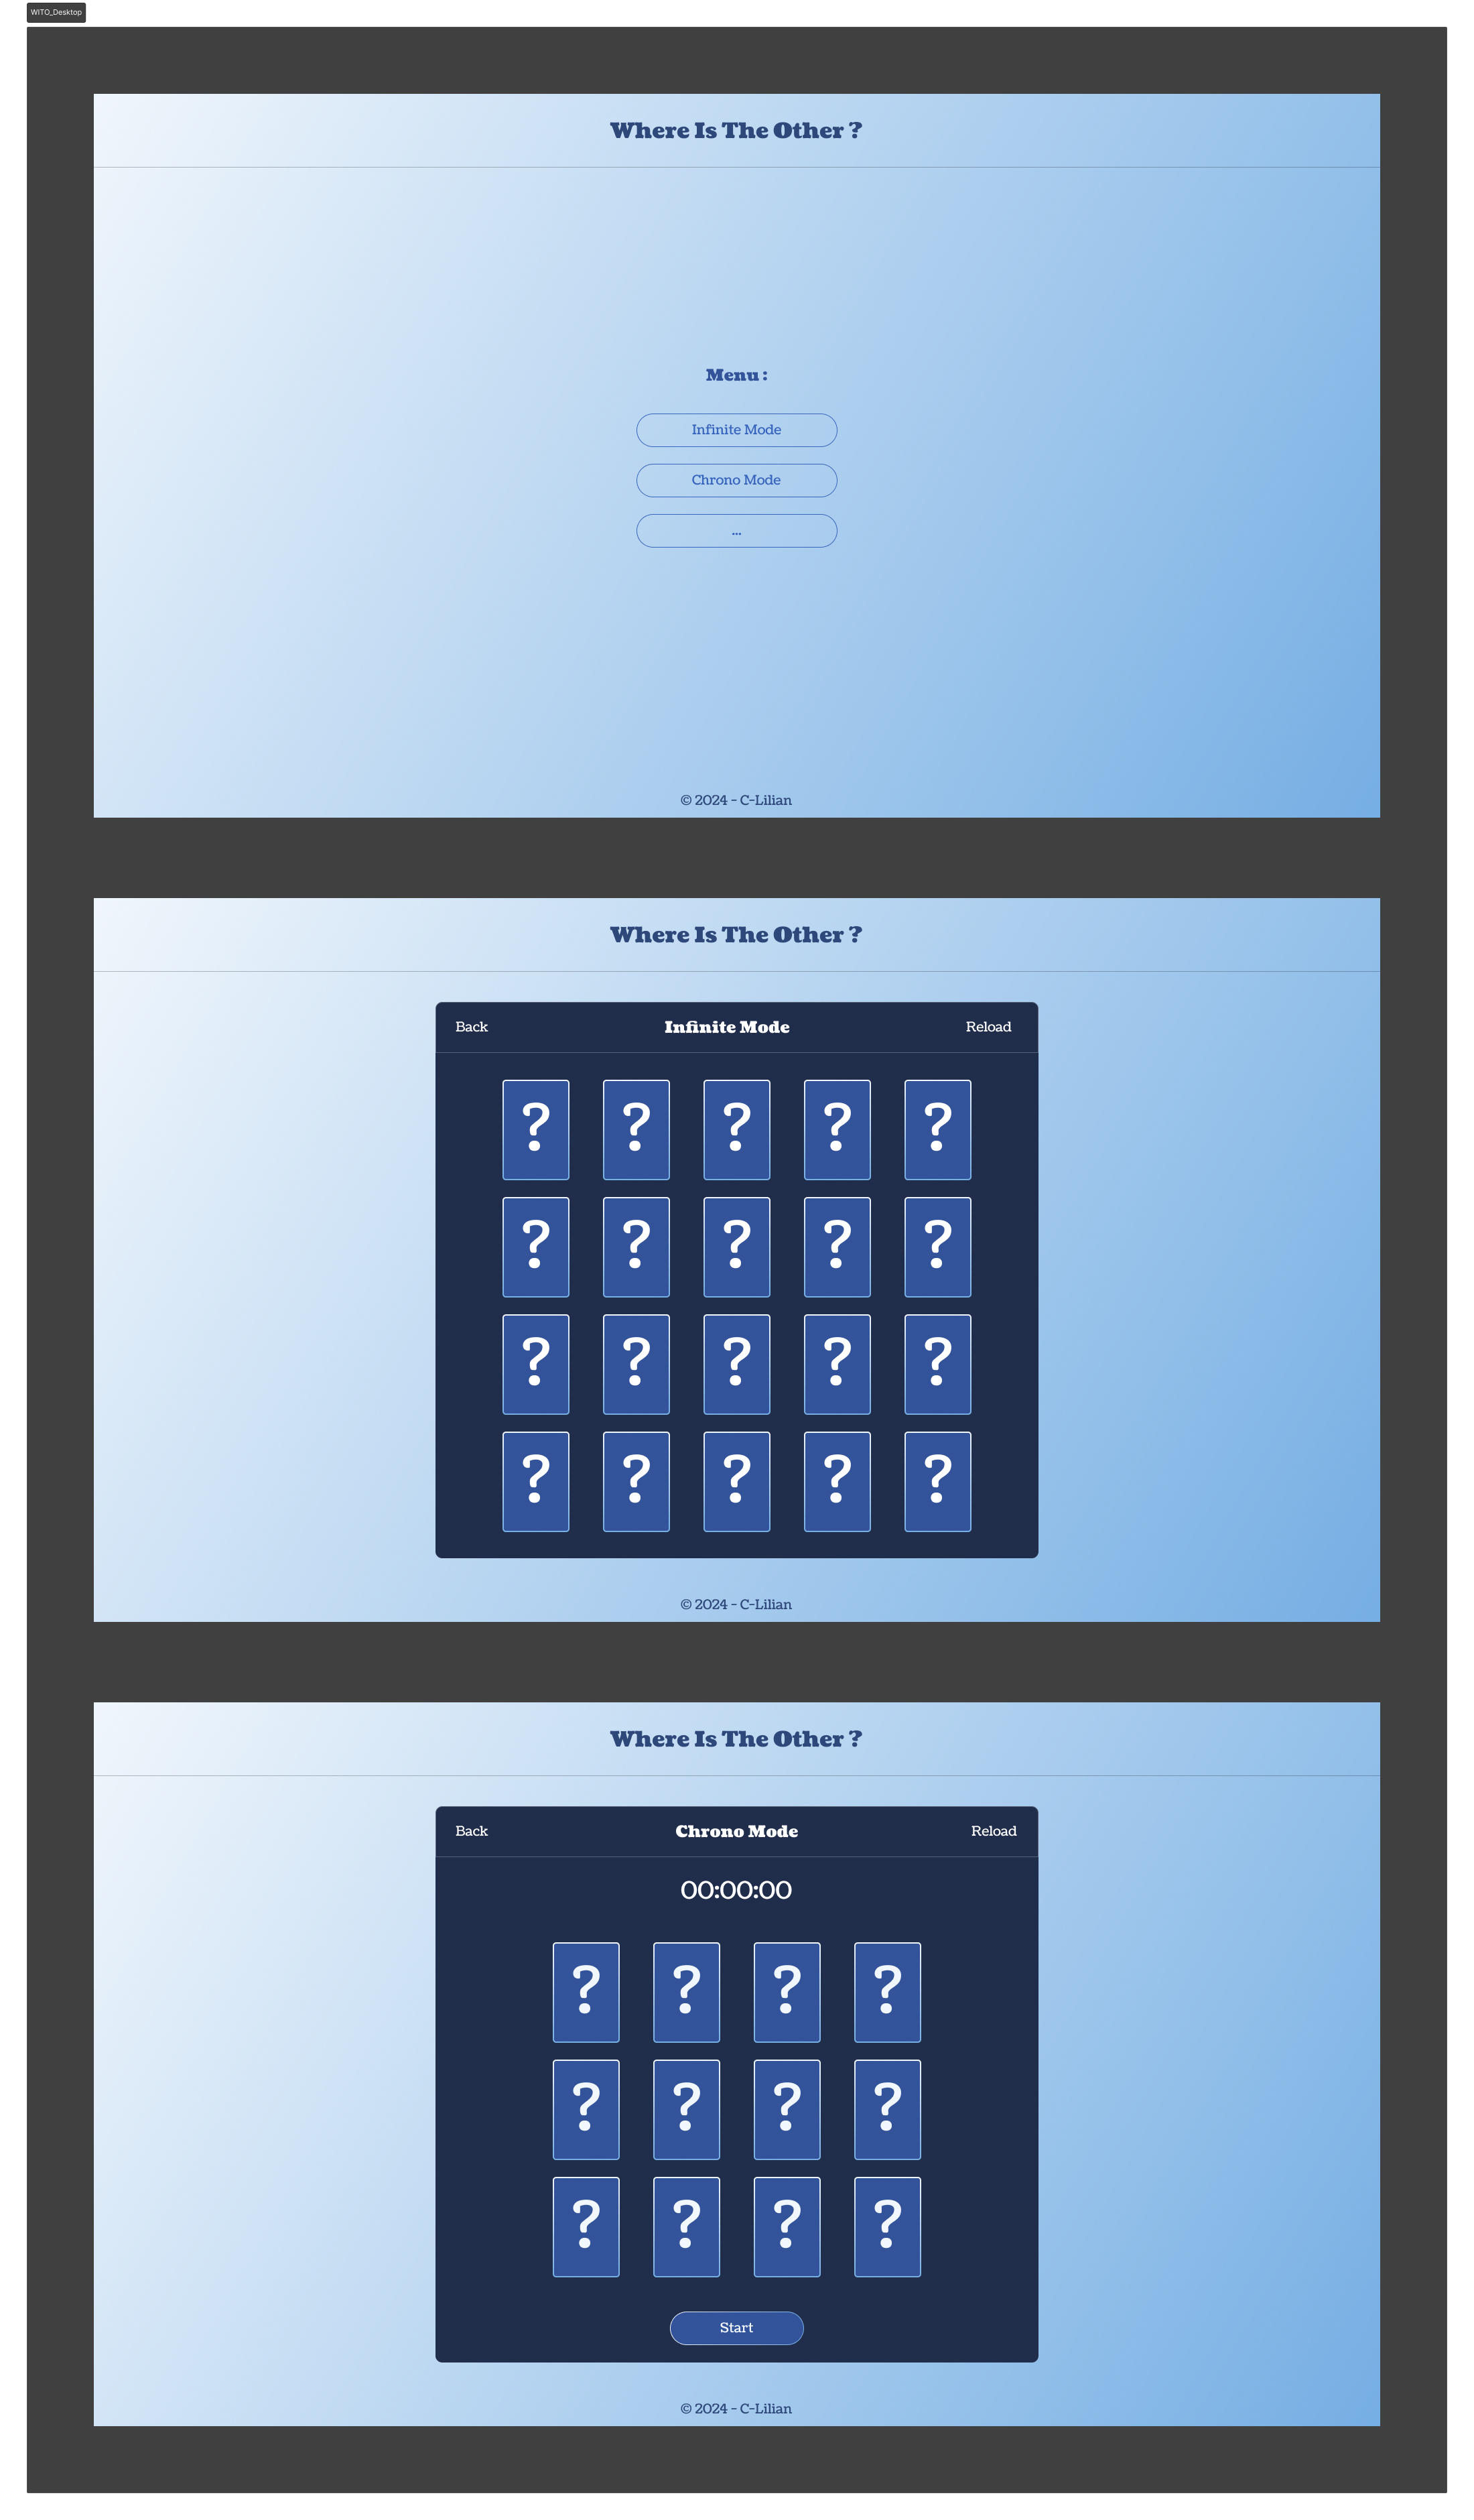 WITO_Desktop
Where Is The Other ?
Menu :
Infinite Mode
Chrono Mode
...
© 2024 - C-Lilian
Where Is The Other ?
Back Infinite Mode Reload
? ? ? ? ?
? ? ? ? ?
? ? ? ? ?
? ? ? ? ?
© 2024 - C-Lilian
Where Is The Other ?
Back Chrono Mode Reload
00:00:00
? ? ? ?
? ? ? ?
? ? ? ?
Start
© 2024 - C-Lilian